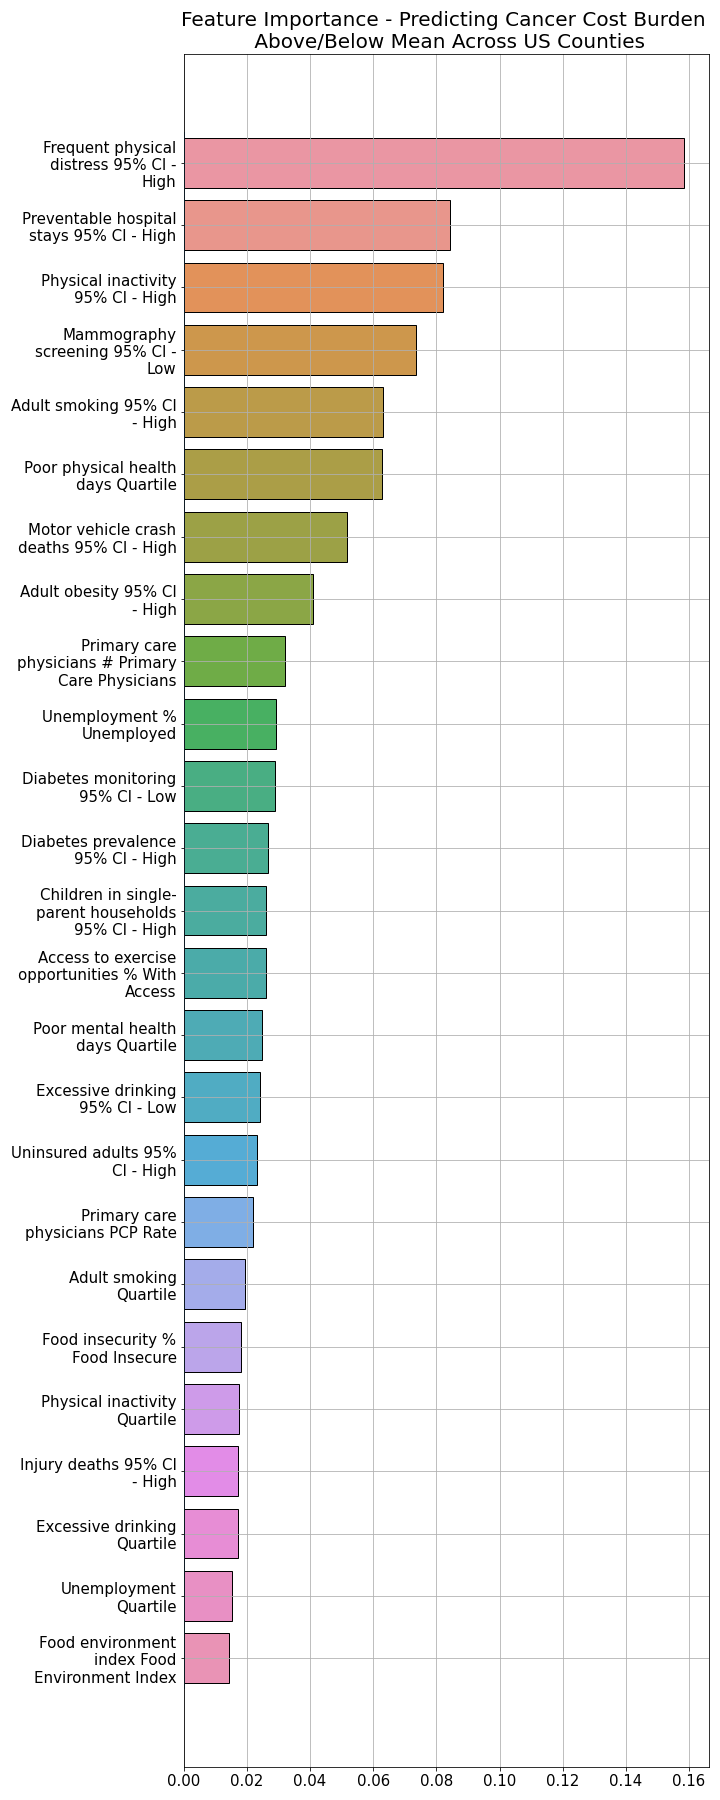 Feature Importance - Predicting Cancer Cost Burden
Above/Below Mean Across US Counties
Frequent physical
distress 95% CI -
High
Preventable hospital
stays 95% CI - High
Physical inactivity
95% CI - High
Mammography
screening 95% CI -
Low
Adult smoking 95% CI
- High
Poor physical health
days Quartile
Motor vehicle crash
deaths 95% CI - High
Adult obesity 95% CI
- High
Primary care
physicians # Primary
Care Physicians
Unemployment %
Unemployed
Diabetes monitoring
95% CI - Low
Diabetes prevalence
95% CI - High
Children in single-
parent households
95% CI - High
Access to exercise
opportunities % With
Access
Poor mental health
days Quartile
Excessive drinking
95% CI - Low
Uninsured adults 95%
CI - High
Primary care
physicians PCP Rate
Adult smoking
Quartile
Food insecurity %
Food Insecure
Physical inactivity
Quartile
Injury deaths 95% CI
- High
Excessive drinking
Quartile
Unemployment
Quartile
Food environment
index Food
Environment Index
0.00 0.02 0.04 0.06 0.08 0.10 0.12 0.14 0.16